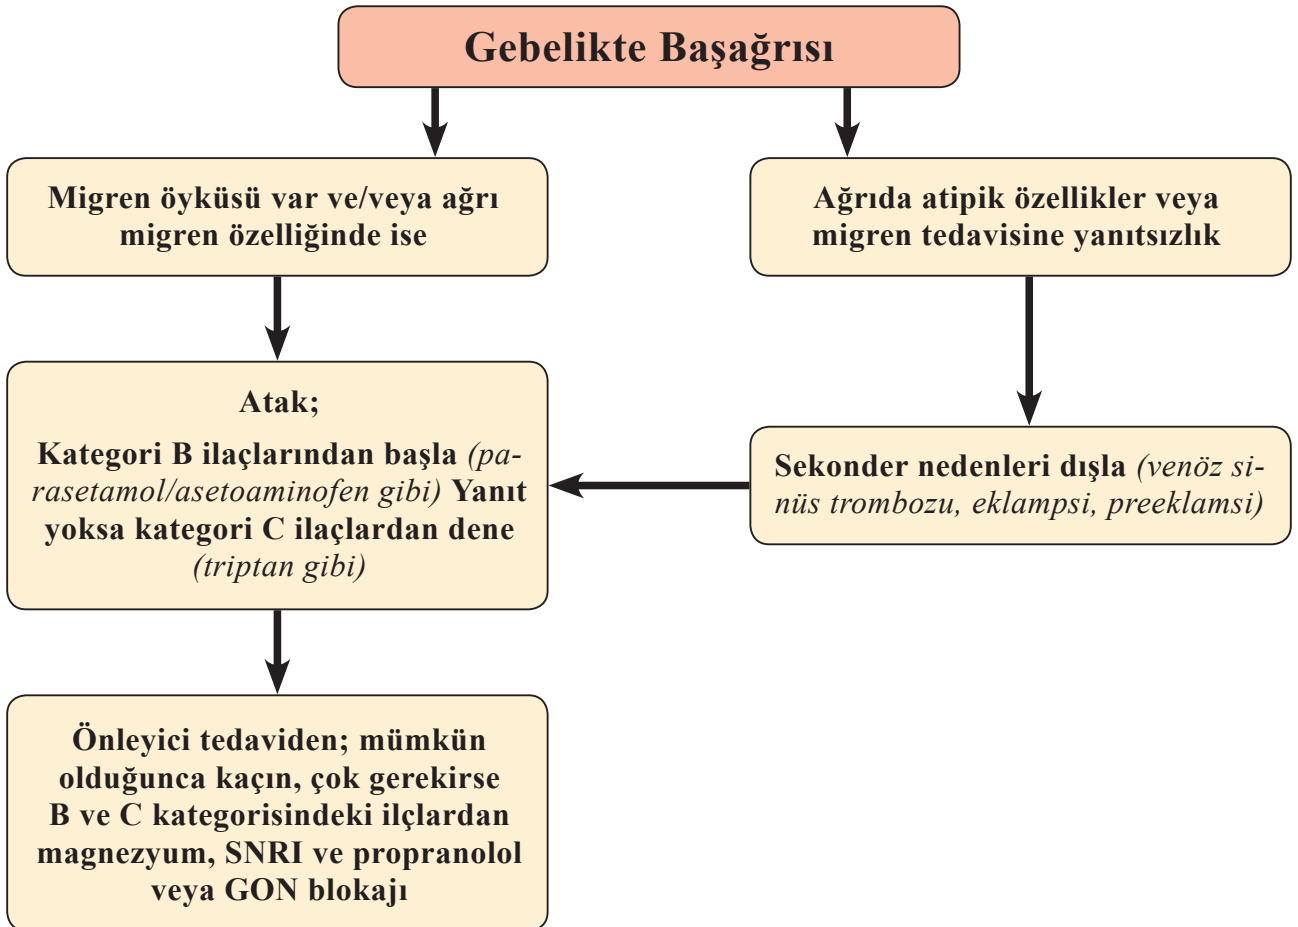 Gebelikte Başağrısı
Migren öyküsü var ve/veya ağrı
migren özelliğinde ise
Ağrıda atipik özellikler veya
migren tedavisine yanıtsızlık
Atak;
Kategori B ilaçlarından başla (pa-
rasetamol/asetoaminofen gibi) Yanıt
yoksa kategori C ilaçlardan dene
(triptan gibi)
Sekonder nedenleri dışla (venöz si-
nüs trombozu, eklampsi, preeklamsi)
Önleyici tedaviden; mümkün
olduğunca kaçın, çok gerekirse
B ve C kategorisindeki ilçlardan
magnezyum, SNRI ve propranolol
veya GON blokajı